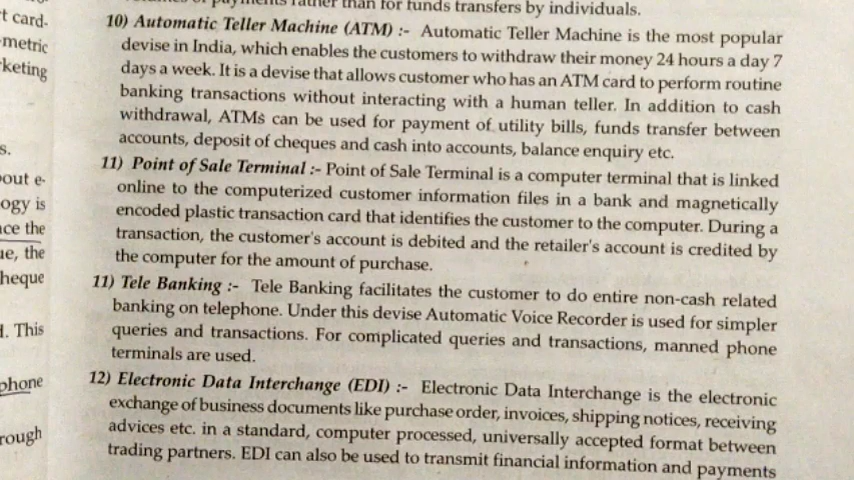 payments rather than for funds transfers by individuals.
10) Automatic Teller Machine (ATM) :- Automatic Teller Machine is the most popular
devise in India, which enables the customers to withdraw their money 24 hours a day 7
days a week. It is a devise that allows customer who has an ATM card to perform routine
banking transactions without interacting with a human teller. In addition to cash
withdrawal, ATMs can be used for payment of utility bills, funds transfer between
accounts, deposit of cheques and cash into accounts, balance enquiry etc.
11) Point of Sale Terminal :- Point of Sale Terminal is a computer terminal that is linked
online to the computerized customer information files in a bank and magnetically
encoded plastic transaction card that identifies the customer to the computer. During a
transaction, the customer's account is debited and the retailer's account is credited by
the computer for the amount of purchase.
11) Tele Banking :- Tele Banking facilitates the customer to do entire non-cash related
banking on telephone. Under this devise Automatic Voice Recorder is used for simpler
queries and transactions. For complicated queries and transactions, manned phone
terminals are used.
12) Electronic Data Interchange (EDI) :- Electronic Data Interchange is the electronic
exchange of business documents like purchase order, invoices, shipping notices, receiving
advices etc. in a standard, computer processed, universally accepted format between
trading partners. EDI can also be used to transmit financial information and payments
t card-
metric
keting
s.
out e-
ogy is
ce the
ue, the
heque
. This
phone
rough